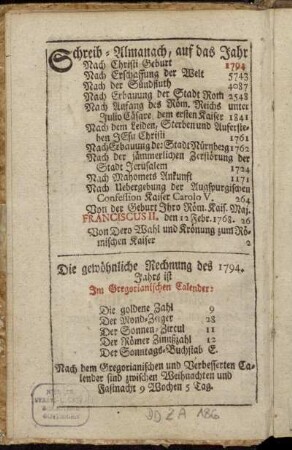 Schreib-Almanach, auf das Jahr
Nach Christi Geburt 1794
Nach Erschaffung der Welt 5743
Nach der Sündfluth 4087
Nach Erbauung der Stadt Rom 2548
Nach Anfang des Röm. Reichs unter
Julio Cäsare, dem ersten Kaiser 1841
Nach dem Leiden, Sterben und Auferste-
hen JEsu Christi 1761
Nach Erbauung de: Stadt Nürnberg 1762
Nach der jämmerlichen Zerstörung der
Stadt Jerusalem 1724
Nach Mahomets Ankunft 1171
Nach Uebergebung der Augspurgischen
Confession Kaiser Carolo V. 264
Von der Geburt Ihro Röm. Kais. Maj.
FRANCISCUS II. den 12 Febr. 1768. 26
Von Dero Wahl und Krönung zum Rö-
mischen Kaiser 2
Die gewöhnliche Rechnung des 1794.
Jahrs ist
Im Gregorianischen Calender:
Die goldene Zahl 9
Der Mond-Zeiger 28
Der Sonnen-Zircul 11
Der Römer Zinnszahl 12
Der Sonntags-Buchstab E.
Nach dem Gregorianischen und Verbesserten Ca-
lender sind zwischen Weihnachten und
Fastnacht 9 Wochen 5 Tag.